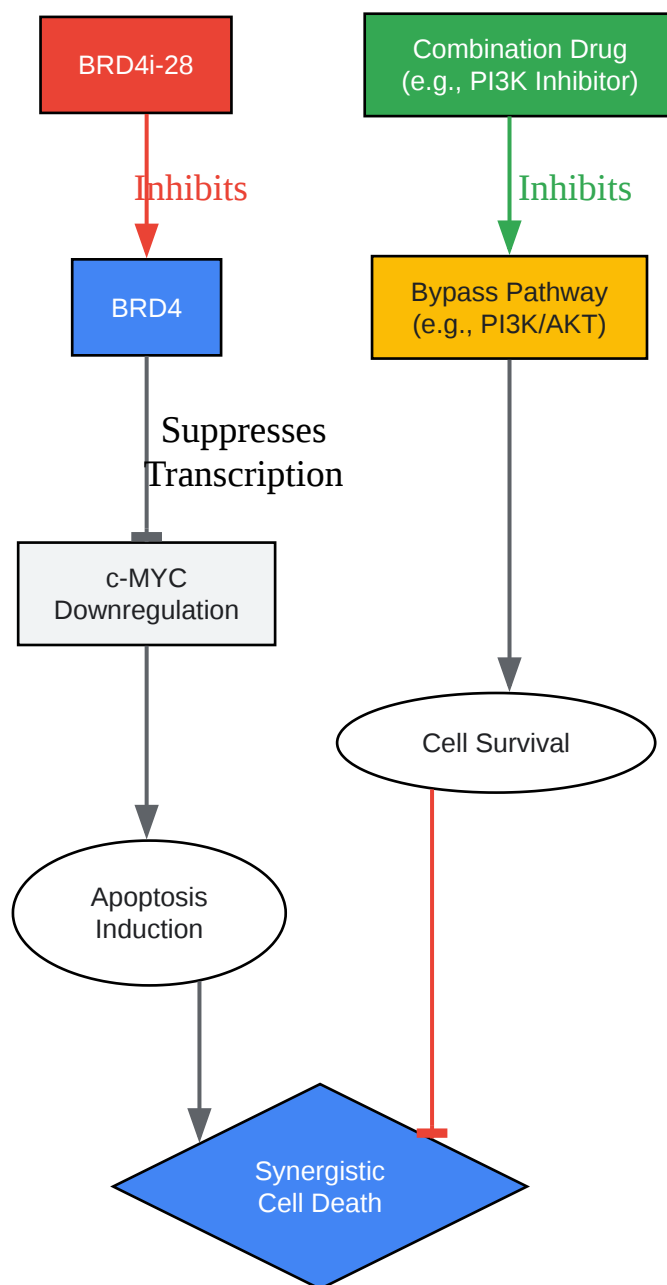 BRD4i-28
Combination Drug
(e.g., PI3K Inhibitor)
Inhibits
Inhibits
BRD4
Bypass Pathway
(e.g., PI3K/AKT)
Suppresses
Transcription
c-MYC
Downregulation
Cell Survival
Apoptosis
Induction
Synergistic
Cell Death